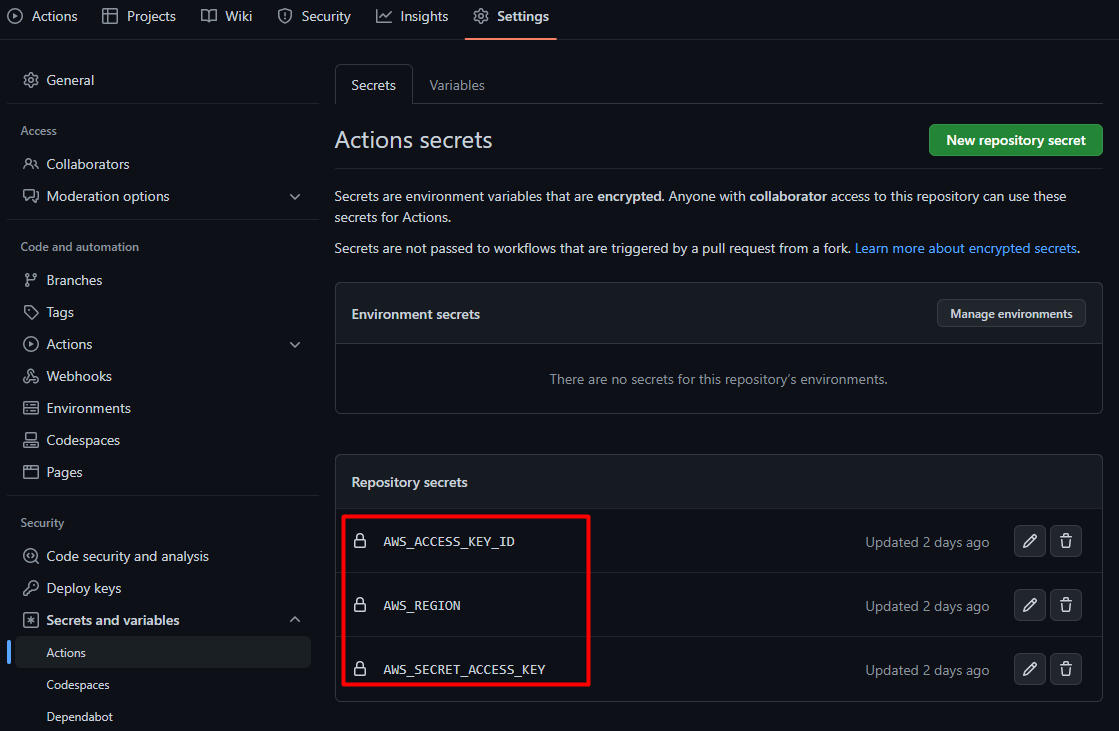 Actions Projects Wiki Security Insights Settings
General
Access
Collaborators
Moderation options
Code and automation
Branches
Tags
Actions
Webhooks
Environments
Codespaces
Pages
Security
Code security and analysis
Deploy keys
Secrets and variables
Actions
Codespaces
Dependabot
Secrets Variables
Actions secrets
New repository secret
Secrets are environment variables that are encrypted. Anyone with collaborator access to this repository can use these
secrets for Actions.
Secrets are not passed to workflows that are triggered by a pull request from a fork. Learn more about encrypted secrets.
Environment secrets
Manage environments
There are no secrets for this repository's environments.
Repository secrets
AWS_ACCESS_KEY_ID Updated 2 days ago
AWS_REGION Updated 2 days ago
AWS_SECRET_ACCESS_KEY Updated 2 days ago